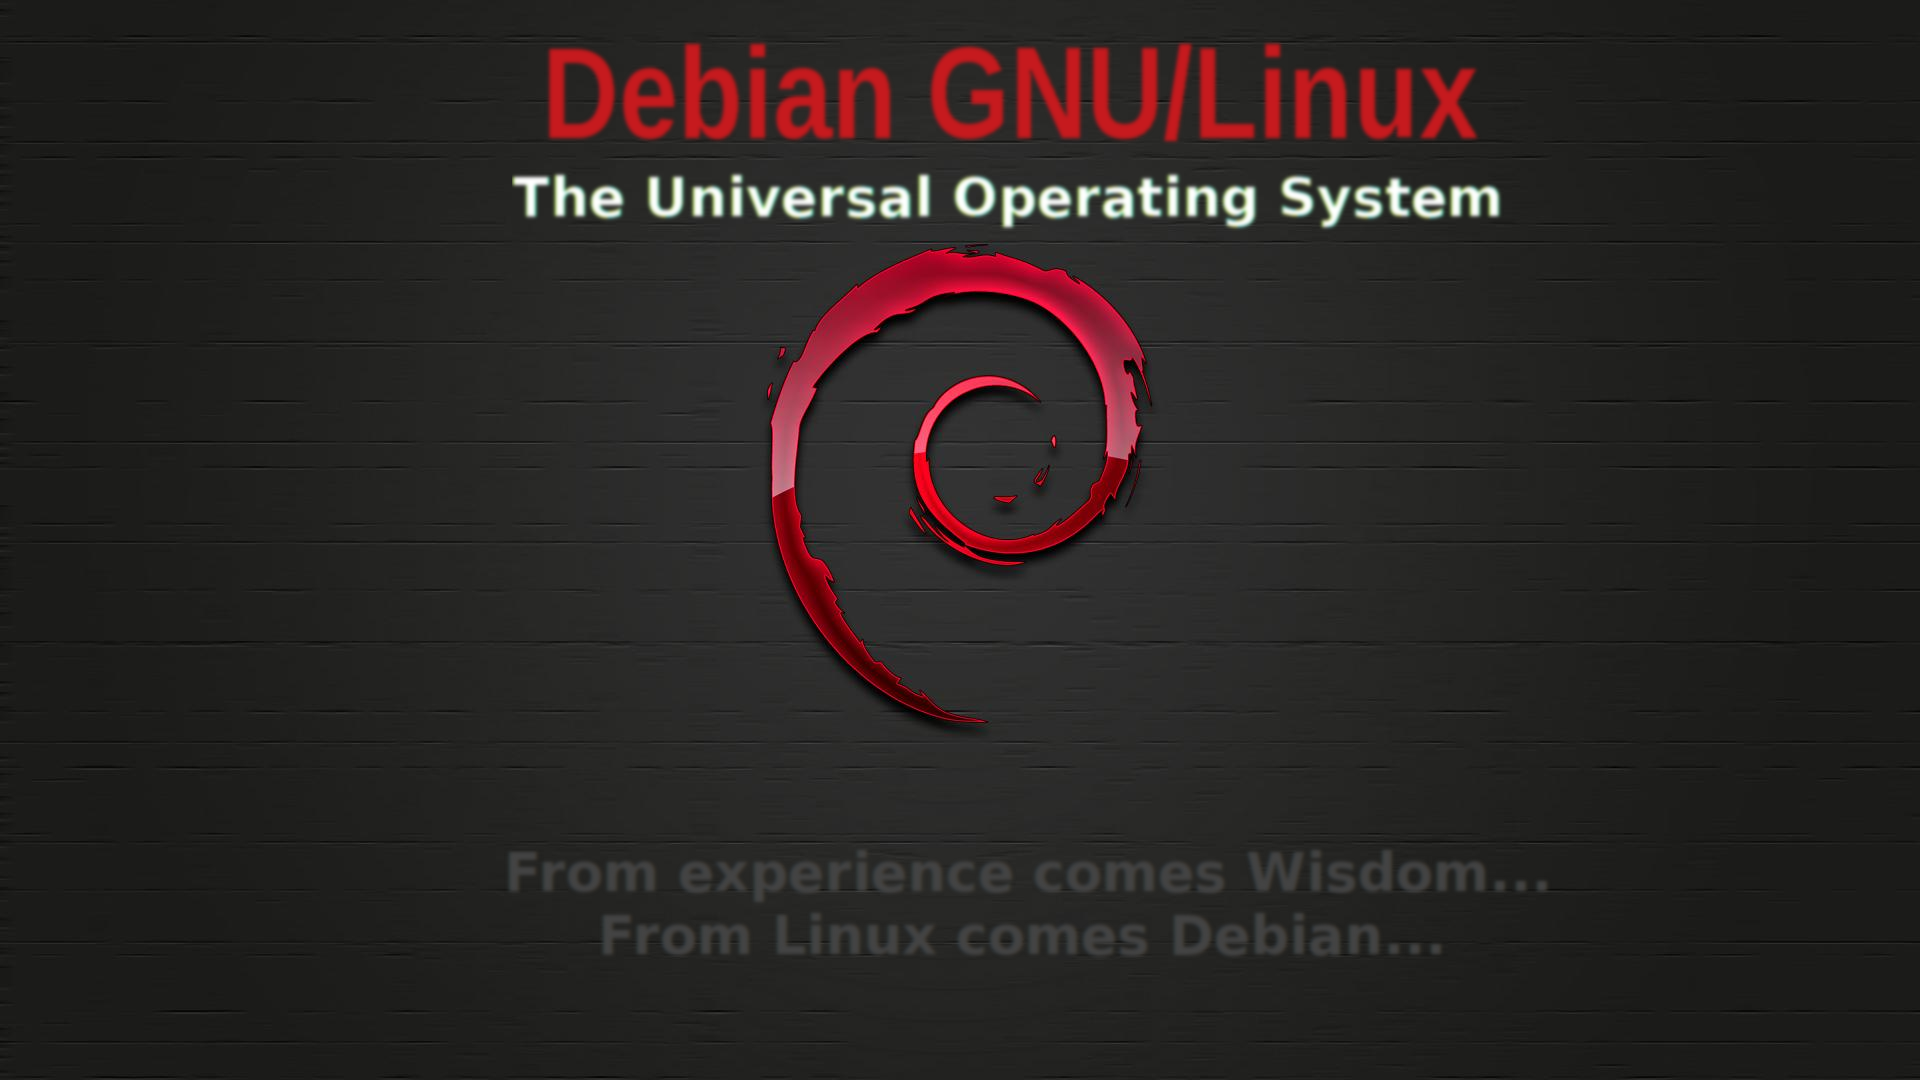 Debian GNU/Linux
The Universal Operating System
From experience comes Wisdom...
From Linux comes Debian...